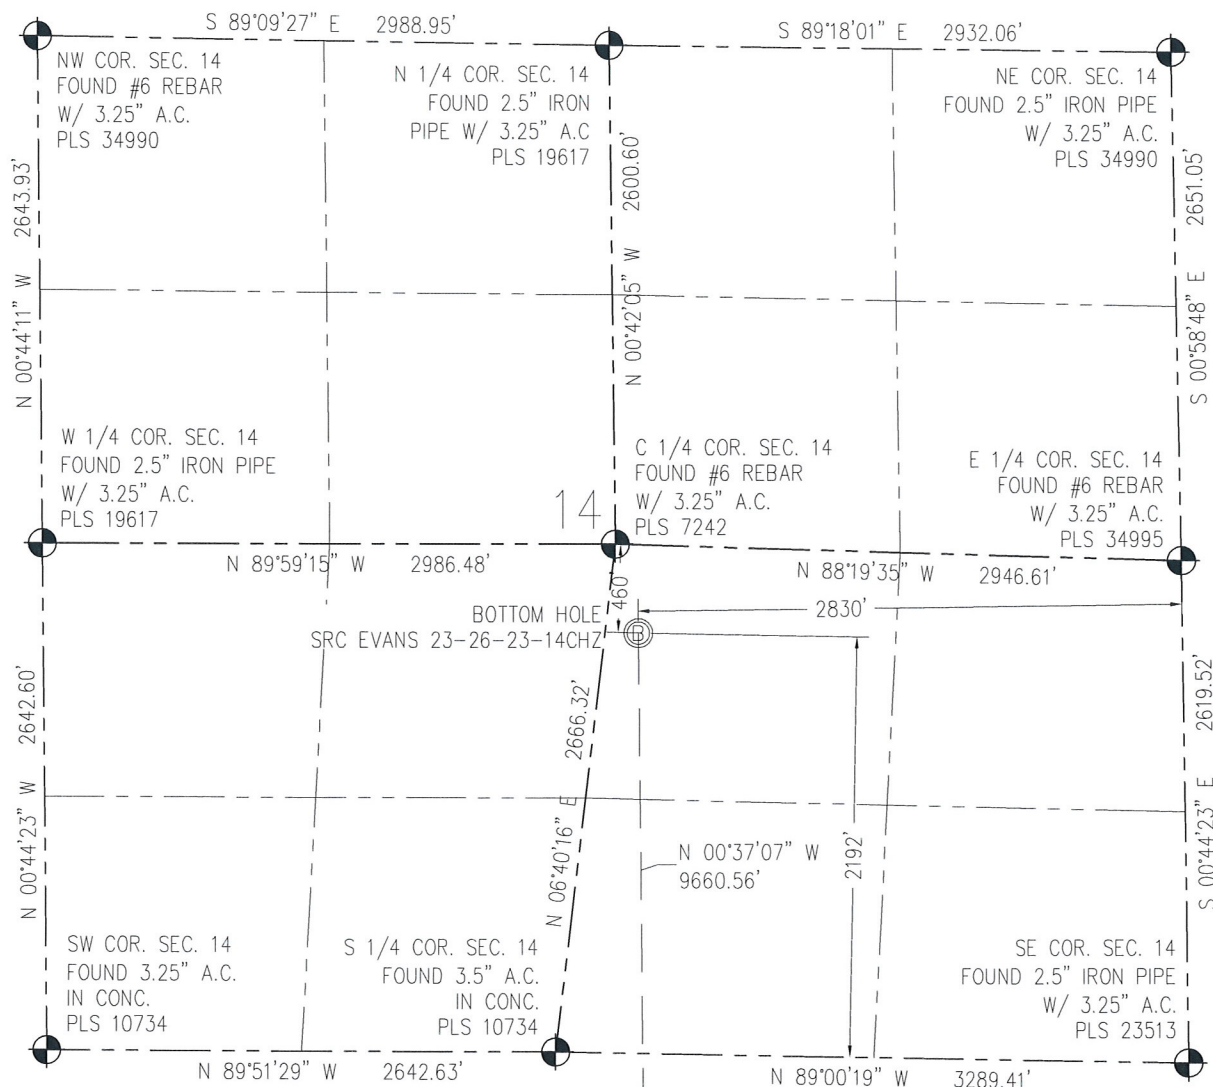 S 89°09'27" E 2988.95'
S 89°18'01" E 2932.06'
NW COR. SEC. 14
FOUND #6 REBAR
W/ 3.25" A.C.
PLS 34990
N 1/4 COR. SEC. 14
FOUND 2.5" IRON
PIPE W/ 3.25" A.C
PLS 19617
NE COR. SEC. 14
FOUND 2.5" IRON PIPE
W/ 3.25" A.C.
PLS 34990
N 00°44'11" W 2643.93'
N 00°42'05" W 2600.60'
S 00°58'48" E 2651.05'
W 1/4 COR. SEC. 14
FOUND 2.5" IRON PIPE
W/ 3.25" A.C.
PLS 19617
14
C 1/4 COR. SEC. 14
FOUND #6 REBAR
W/ 3.25" A.C.
PLS 7242
E 1/4 COR. SEC. 14
FOUND #6 REBAR
W/ 3.25" A.C.
PLS 34995
N 89°59'15" W 2986.48'
N 88°19'35" W 2946.61'
460'
2830'
BOTTOM HOLE
SRC EVANS 23-26-23-14CHZ
B
N 00°44'23" W 2642.60'
N 06°40'16" E 2666.32'
N 00°37'07" W
9660.56'
2192'
S 00°44'23" E 2619.52'
SW COR. SEC. 14
FOUND 3.25" A.C.
IN CONC.
PLS 10734
S 1/4 COR. SEC. 14
FOUND 3.5" A.C.
IN CONC.
PLS 10734
SE COR. SEC. 14
FOUND 2.5" IRON PIPE
W/ 3.25" A.C.
PLS 23513
N 89°51'29" W 2642.63'
N 89°00'19" W 3289.41'